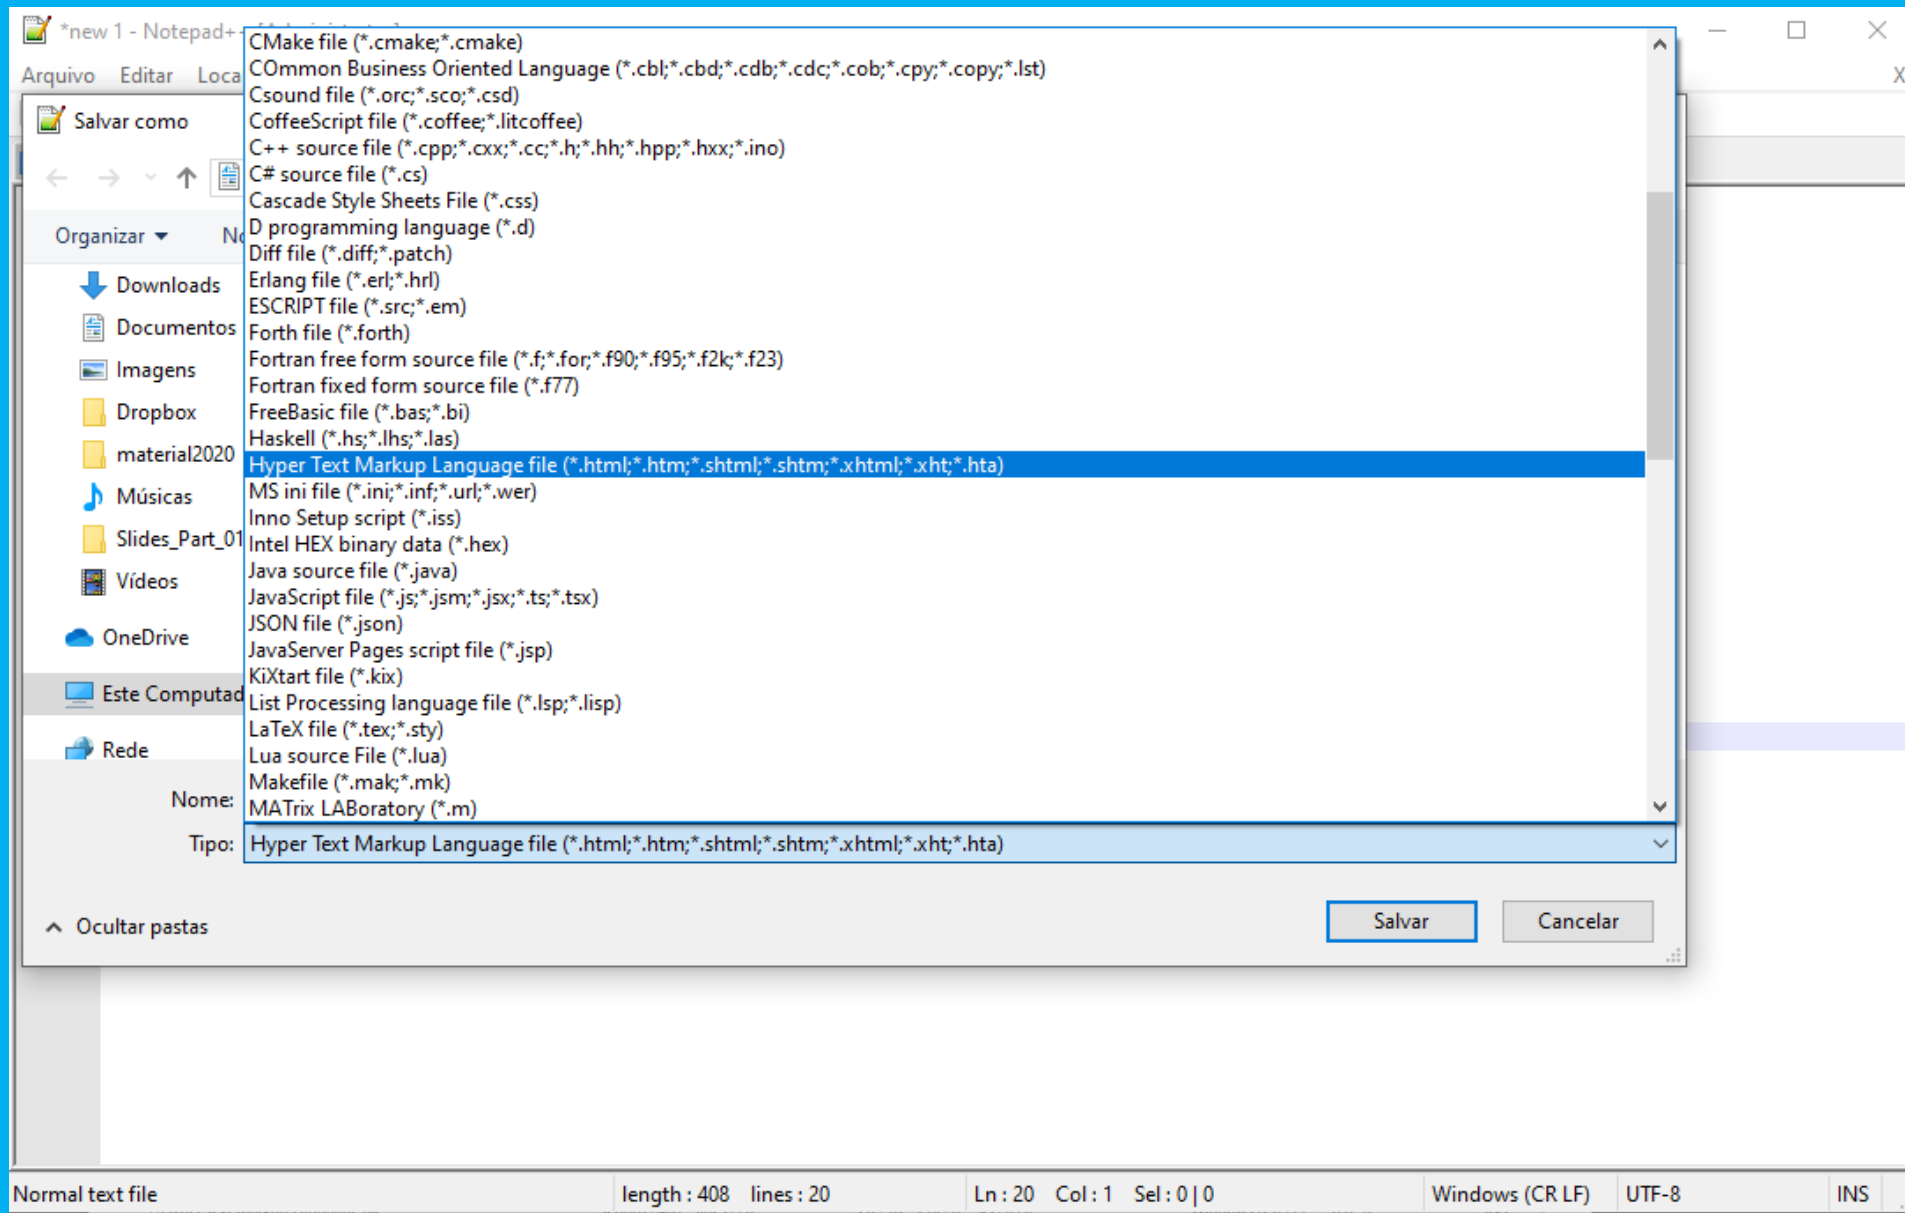 *new 1 - Notepad+
Arquivo Editar Loca
X
Salvar como
Organizar
Downloads
Documentos
Imagens
Dropbox
material2020
Músicas
Slides_Part_01
Vídeos
OneDrive
Este Computad
Rede
CMake file (*.cmake;*.cmake)
COmmon Business Oriented Language (*.cbl;*.cbd;*.cdb;*.cdc;*.cob;*.cpy;*.copy;*.lst)
Csound file (*.orc;*.sco;*.csd)
CoffeeScript file (*.coffee;*.litcoffee)
C++ source file (*.cpp;*.cxx;*.cc;*.h;*.hh;*.hpp;*.hxx;*.ino)
C# source file (*.cs)
Cascade Style Sheets File (*.css)
D programming language (*.d)
Diff file (*.diff;*.patch)
Erlang file (*.erl;*.hrl)
ESCRIPT file (*.src;*.em)
Forth file (*.forth)
Fortran free form source file (*.f;*.for;*.f90;*.f95;*.f2k;*.f23)
Fortran fixed form source file (*.f77)
FreeBasic file (*.bas;*.bi)
Haskell (*.hs;*.lhs;*.las)
Hyper Text Markup Language file (*.html;*.htm;*.shtml;*.shtm;*.xhtml;*.xht;*.hta)
MS ini file (*.ini;*.inf;*.url;*.wer)
Inno Setup script (*.iss)
Intel HEX binary data (*.hex)
Java source file (*.java)
JavaScript file (*.js;*.jsm;*.jsx;*.ts;*.tsx)
JSON file (*.json)
JavaServer Pages script file (*.jsp)
KiXtart file (*.kix)
List Processing language file (*.lsp;*.lisp)
LaTeX file (*.tex;*.sty)
Lua source File (*.lua)
Makefile (*.mak;*.mk)
MATrix LABoratory (*.m)
Nome:
Tipo: Hyper Text Markup Language file (*.html;*.htm;*.shtml;*.shtm;*.xhtml;*.xht;*.hta)
Ocultar pastas
Salvar Cancelar
Normal text file length : 408 lines : 20 Ln : 20 Col : 1 Sel : 0 | 0 Windows (CR LF) UTF-8 INS